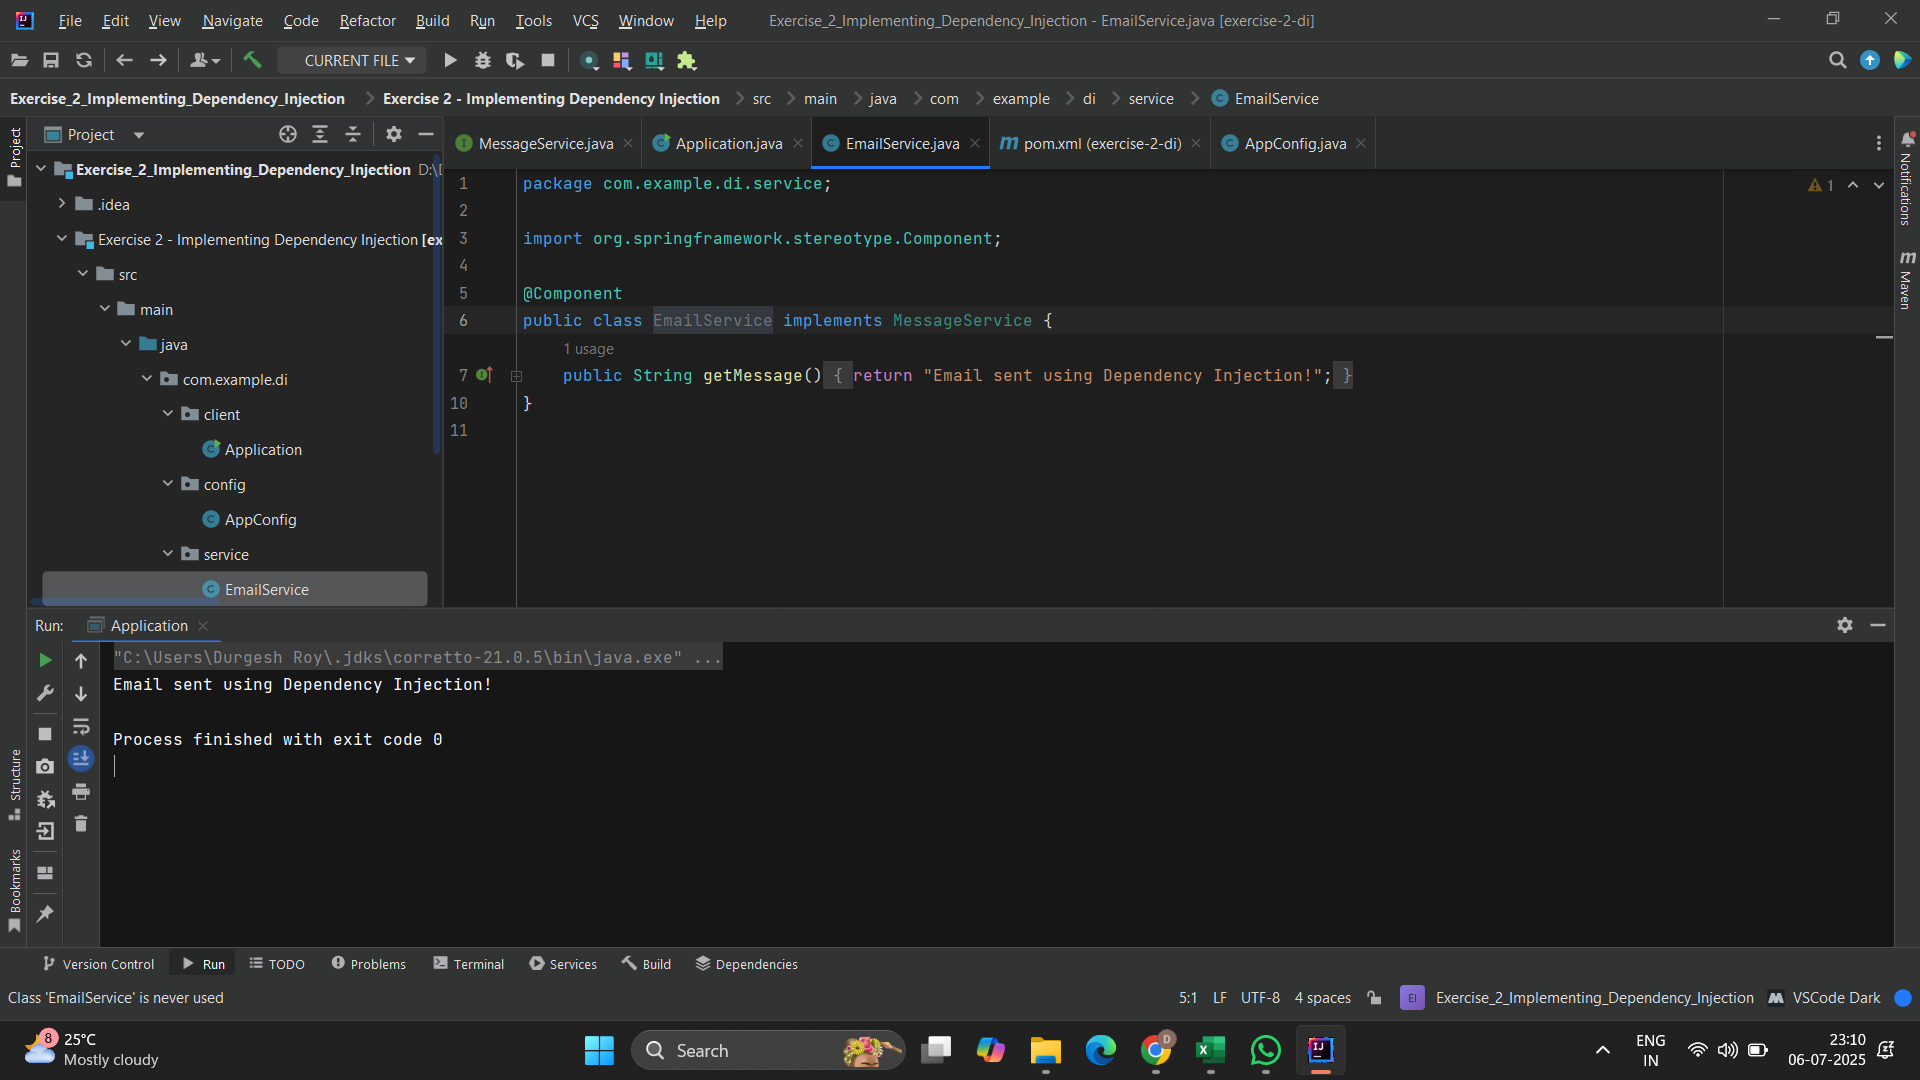 File Edit View Navigate Code Refactor Build Run Tools VCS Window Help Exercise_2_Implementing_Dependency_Injection - EmailService.java [exercise-2-di]
CURRENT FILE
Exercise_2_Implementing_Dependency_Injection Exercise 2 - Implementing Dependency Injection src main java com example di service EmailService
Project
MessageService.java Application.java EmailService.java pom.xml (exercise-2-di) AppConfig.java
Project
Exercise_2_Implementing_Dependency_Injection D:\
.idea
Exercise 2 - Implementing Dependency Injection [ex
src
main
java
com.example.di
client
Application
config
AppConfig
service
EmailService
1 package com.example.di.service;
2
3 import org.springframework.stereotype.Component;
4
5 @Component
6 public class EmailService implements MessageService {
1 usage
7 public String getMessage() { return "Email sent using Dependency Injection!"; }
10 }
11
1
Notifications
Maven
Run: Application
"C:\Users\Durgesh Roy\.jdks\corretto-21.0.5\bin\java.exe" ...
Email sent using Dependency Injection!
Process finished with exit code 0
Structure
Bookmarks
Version Control Run TODO Problems Terminal Services Build Dependencies
Class 'EmailService' is never used 5:1 LF UTF-8 4 spaces EI Exercise_2_Implementing_Dependency_Injection VSCode Dark
8 25°C
Mostly cloudy
Search
D
ENG
IN
23:10
06-07-2025